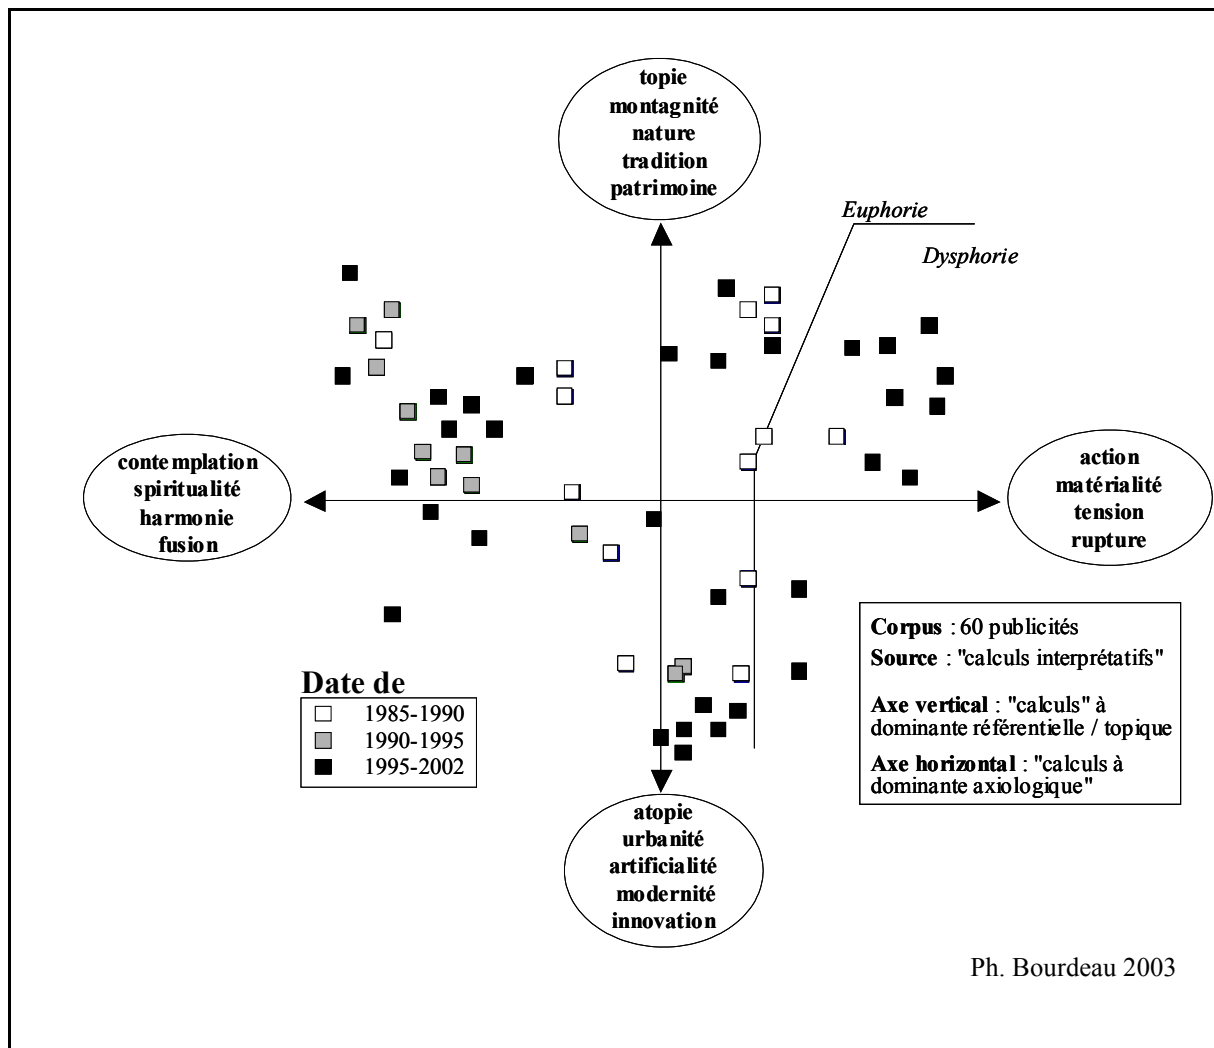 topie
montagnité
nature
tradition
patrimoine
Euphorie
Dysphorie
contemplation
spiritualité
harmonie
fusion
action
matérialité
tension
rupture
Date de
1985-1990
1990-1995
1995-2002
Corpus : 60 publicités
Source : "calculs interprétatifs"
Axe vertical : "calculs" à
dominante référentielle / topique
Axe horizontal : "calculs à
dominante axiologique"
atopie
urbanité
artificialité
modernité
innovation
Ph. Bourdeau 2003